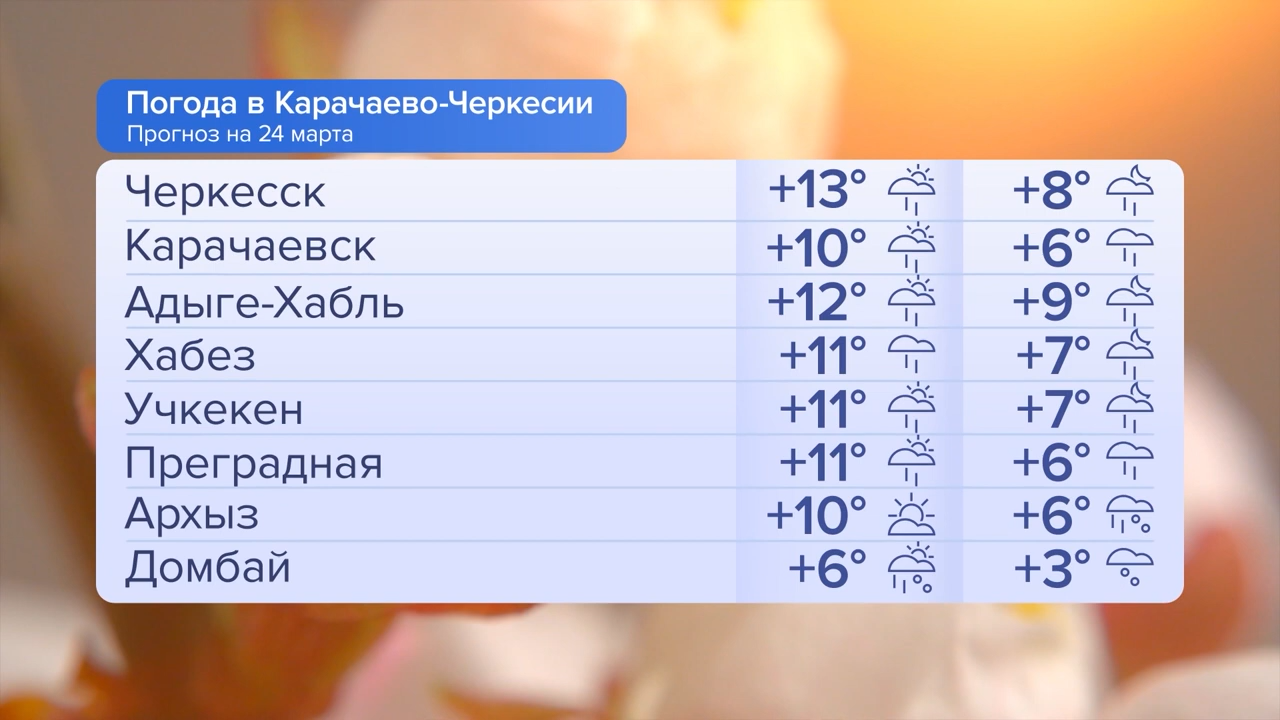 Погода в Карачаево-Черкесии
Прогноз на 24 марта
Черкесск +13° +8°
Карачаевск +10° +6°
Адыге-Хабль +12° +9°
Хабез +11° +7°
Учкекен +11° +7°
Преградная +11° +6°
Архыз +10° +6°
Домбай +6° +3°